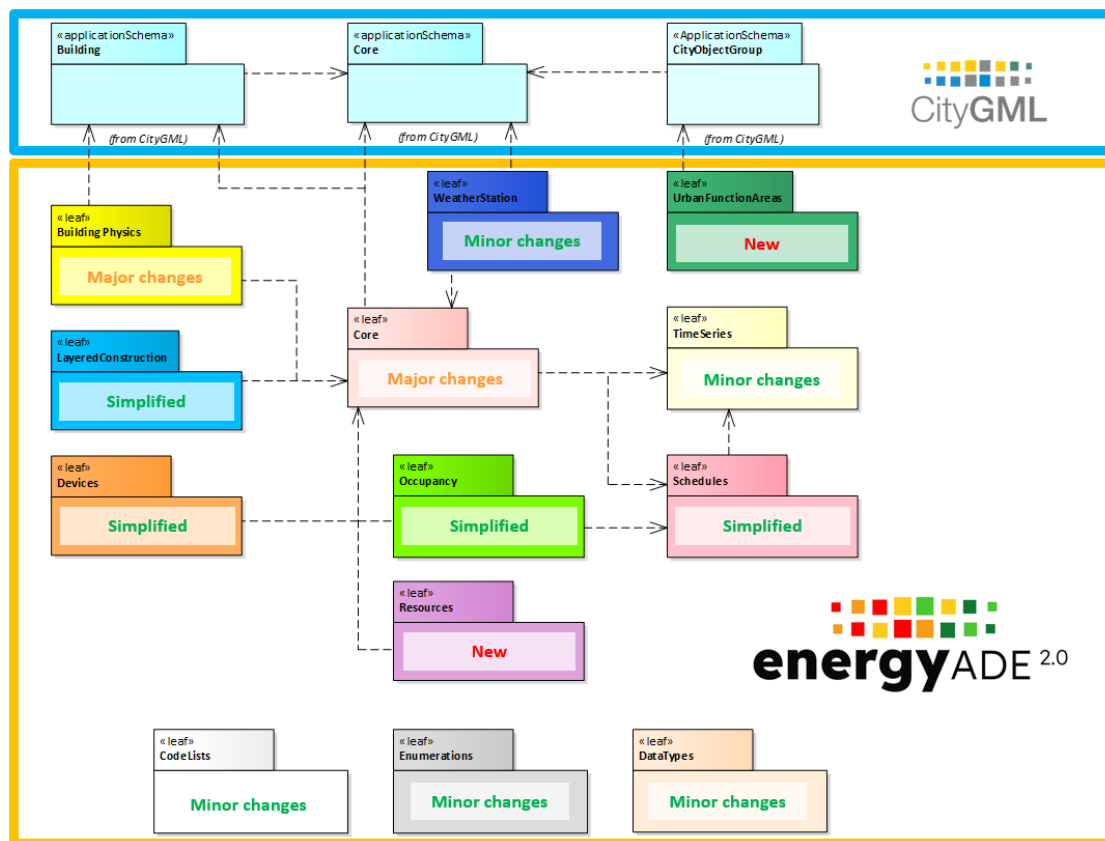 «applicationSchema»
Building
«applicationSchema»
Core
«ApplicationSchema»
CityObjectGroup
CityGML
(from CityGML)
(from CityGML)
(from CityGML)
«leaf»
WeatherStation
Minor changes
«leaf»
UrbanFunctionAreas
New
«leaf»
Building Physics
Major changes
«leaf»
Core
Major changes
«leaf»
TimeSeries
Minor changes
«leaf»
LayeredConstruction
Simplified
«leaf»
Devices
Simplified
«leaf»
Occupancy
Simplified
«leaf»
Schedules
Simplified
«leaf»
Resources
New
energyADE 2.0
«leaf»
CodeLists
Minor changes
«leaf»
Enumerations
Minor changes
«leaf»
DataTypes
Minor changes